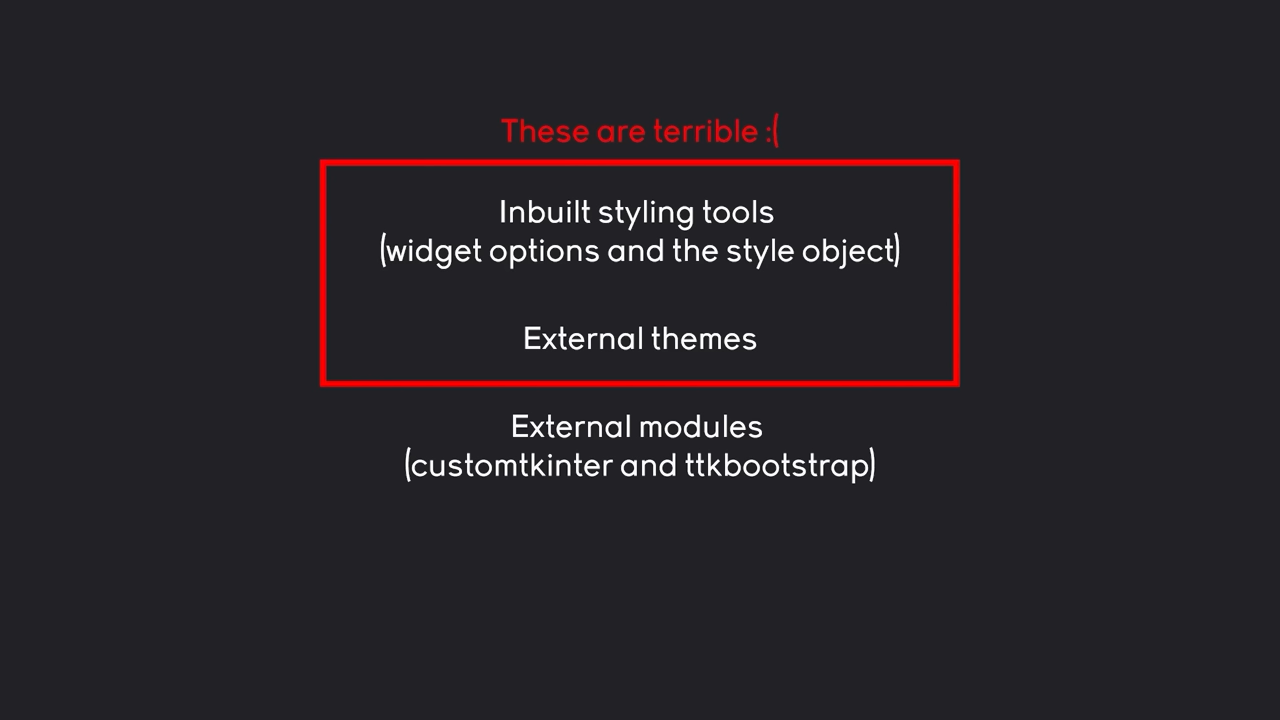 These are terrible :(
Inbuilt styling tools
(widget options and the style object)
External themes
External modules
(customtkinter and ttkbootstrap)